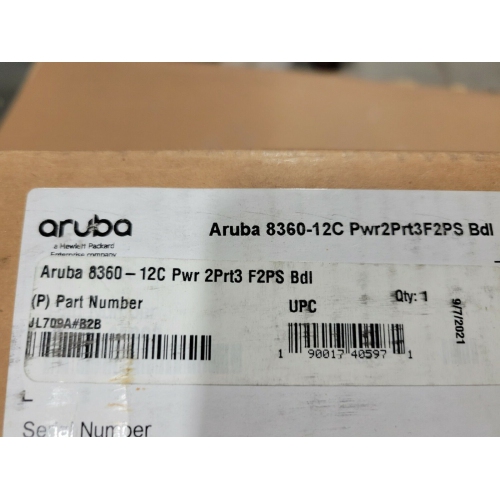 aruba
a Hewlett Packard
Enterprise company
Aruba 8360-12C Pwr2Prt3F2PS Bdl
Aruba 8360-12C Pwr 2Prt3 F2PS Bdl
(P) Part Number
JL709A#B2B
UPC
Qty: 1
9/7/2021
1 90017 40597 1
L
Serial Number